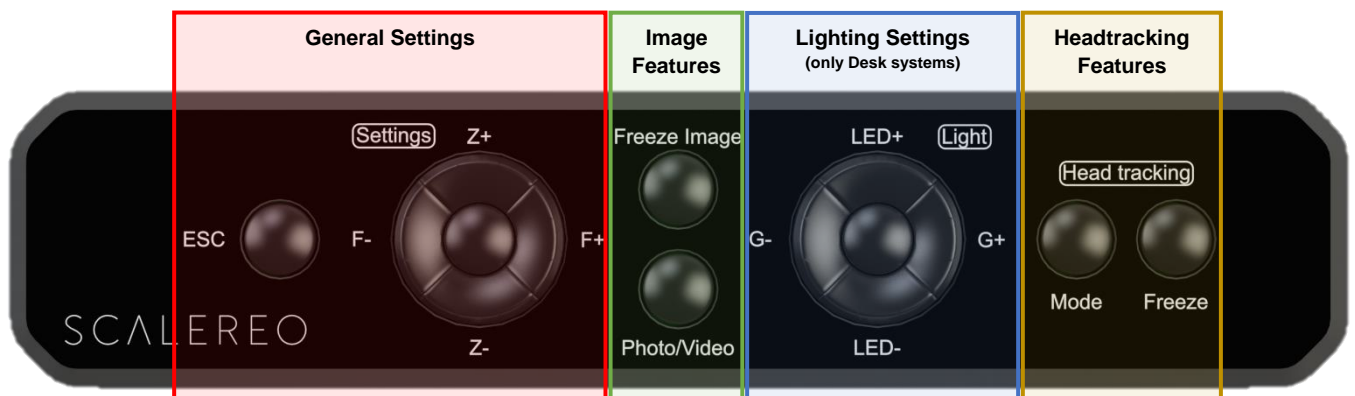 General Settings
Image
Features
Lighting Settings
(only Desk systems)
Headtracking
Features
Settings
Z+
ESC
F-
F+
Z-
Freeze Image
Photo/Video
LED+
Light
G-
G+
LED-
Head tracking
Mode
Freeze
SCΛLEREO